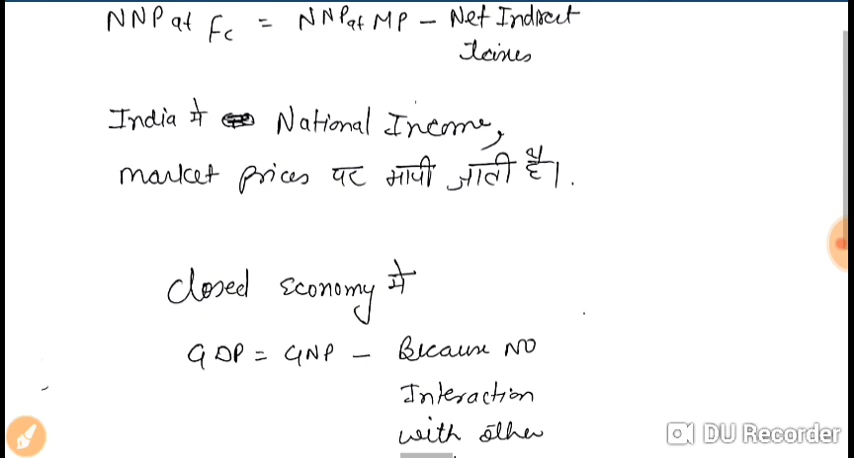 NNP at Fc = NNP at MP - Net Indirect
Taxes
India में National Income,
market prices पर मापी जाती है।.
closed economy में
GDP = GNP - Because NO
Interaction
with other
DU Recorder